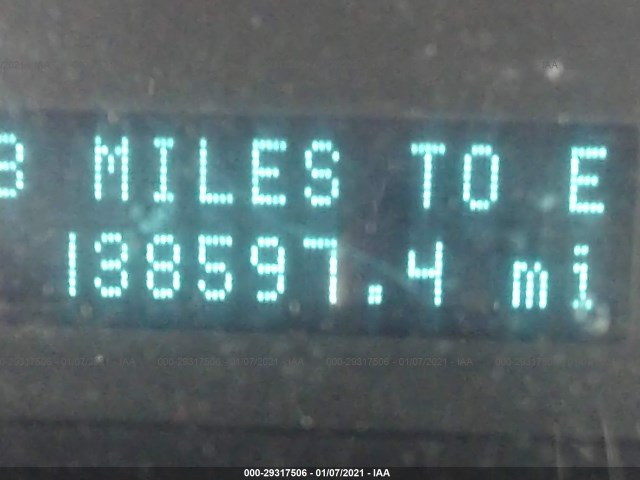 MILES TO E
138597.4 mi
000-29317506 - 01/07/2021 - IAA